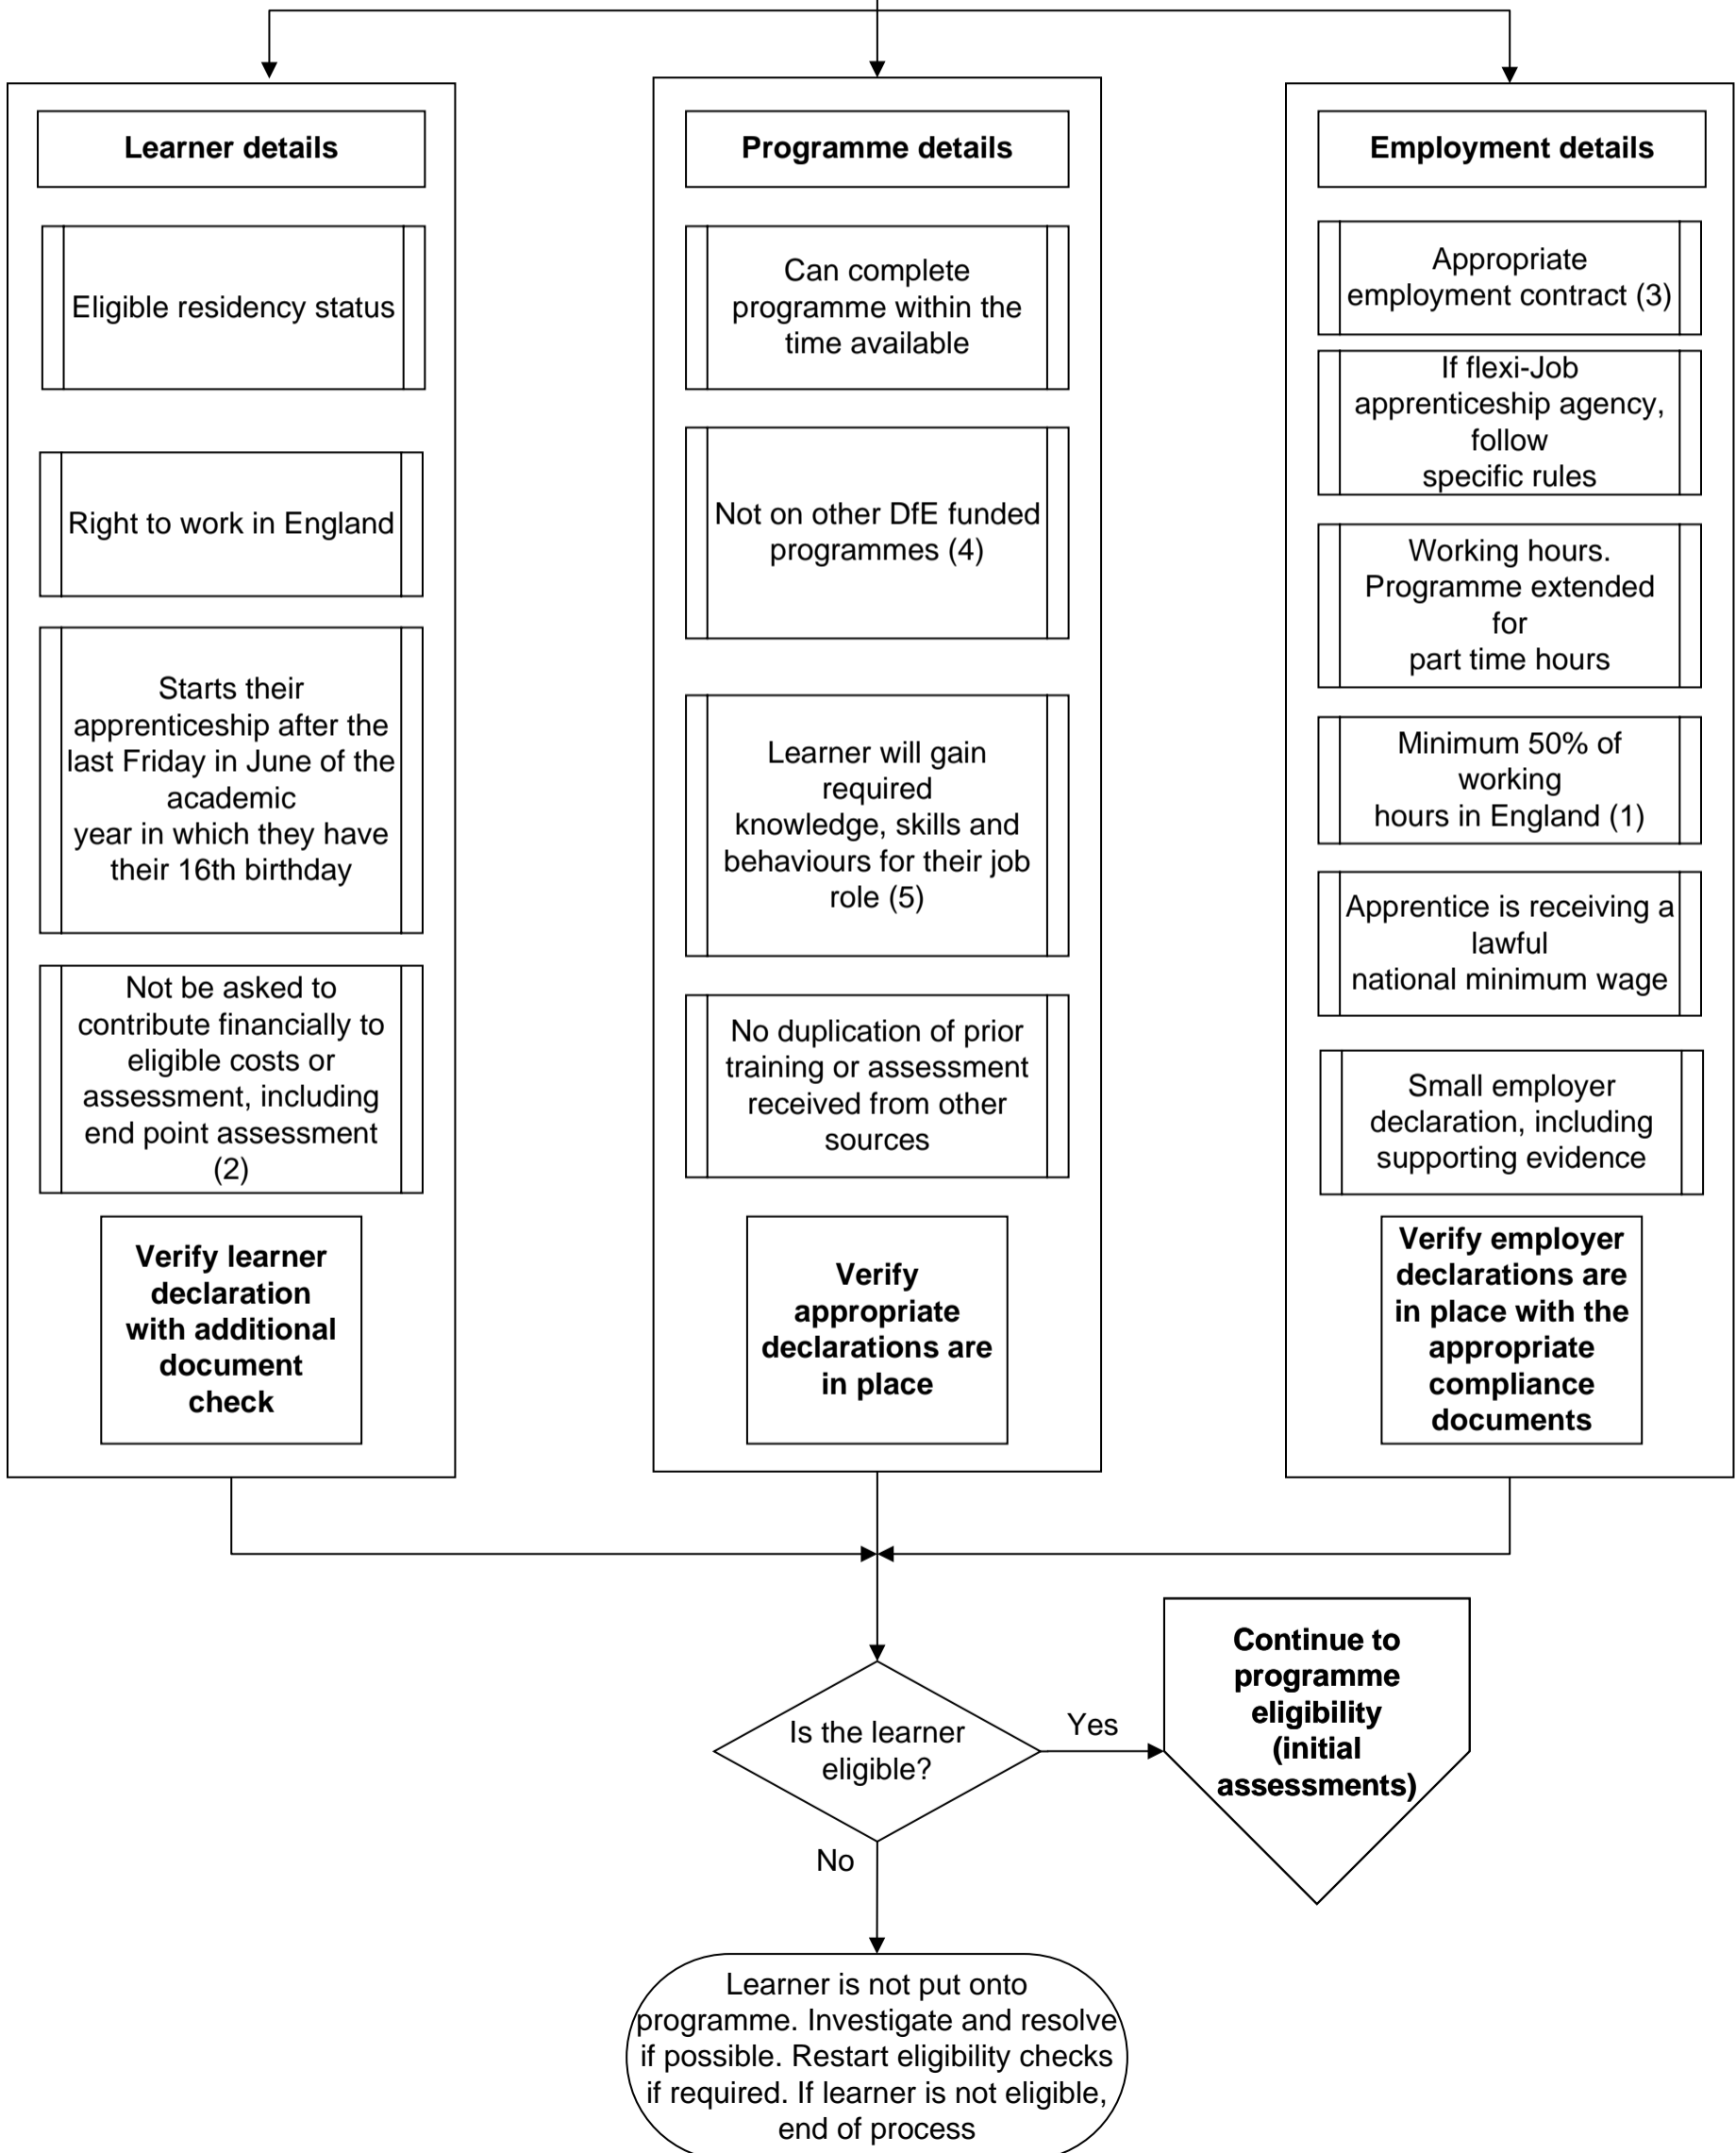 Learner details
Eligible residency status
Right to work in England
Starts their
apprenticeship after the
last Friday in June of the
academic
year in which they have
their 16th birthday
Not be asked to
contribute financially to
eligible costs or
assessment, including
end point assessment
(2)
Verify learner
declaration
with additional
document
check
Programme details
Can complete
programme within the
time available
Not on other DfE funded
programmes (4)
Learner will gain
required
knowledge, skills and
behaviours for their job
role (5)
No duplication of prior
training or assessment
received from other
sources
Verify
appropriate
declarations are
in place
Employment details
Appropriate
employment contract (3)
If flexi-Job
apprenticeship agency,
follow
specific rules
Working hours.
Programme extended
for
part time hours
Minimum 50% of
working
hours in England (1)
Apprentice is receiving a
lawful
national minimum wage
Small employer
declaration, including
supporting evidence
Verify employer
declarations are
in place with the
appropriate
compliance
documents
Is the learner
eligible?
Yes
Continue to
programme
eligibility
(initial
assessments)
No
Learner is not put onto
programme. Investigate and resolve
if possible. Restart eligibility checks
if required. If learner is not eligible,
end of process